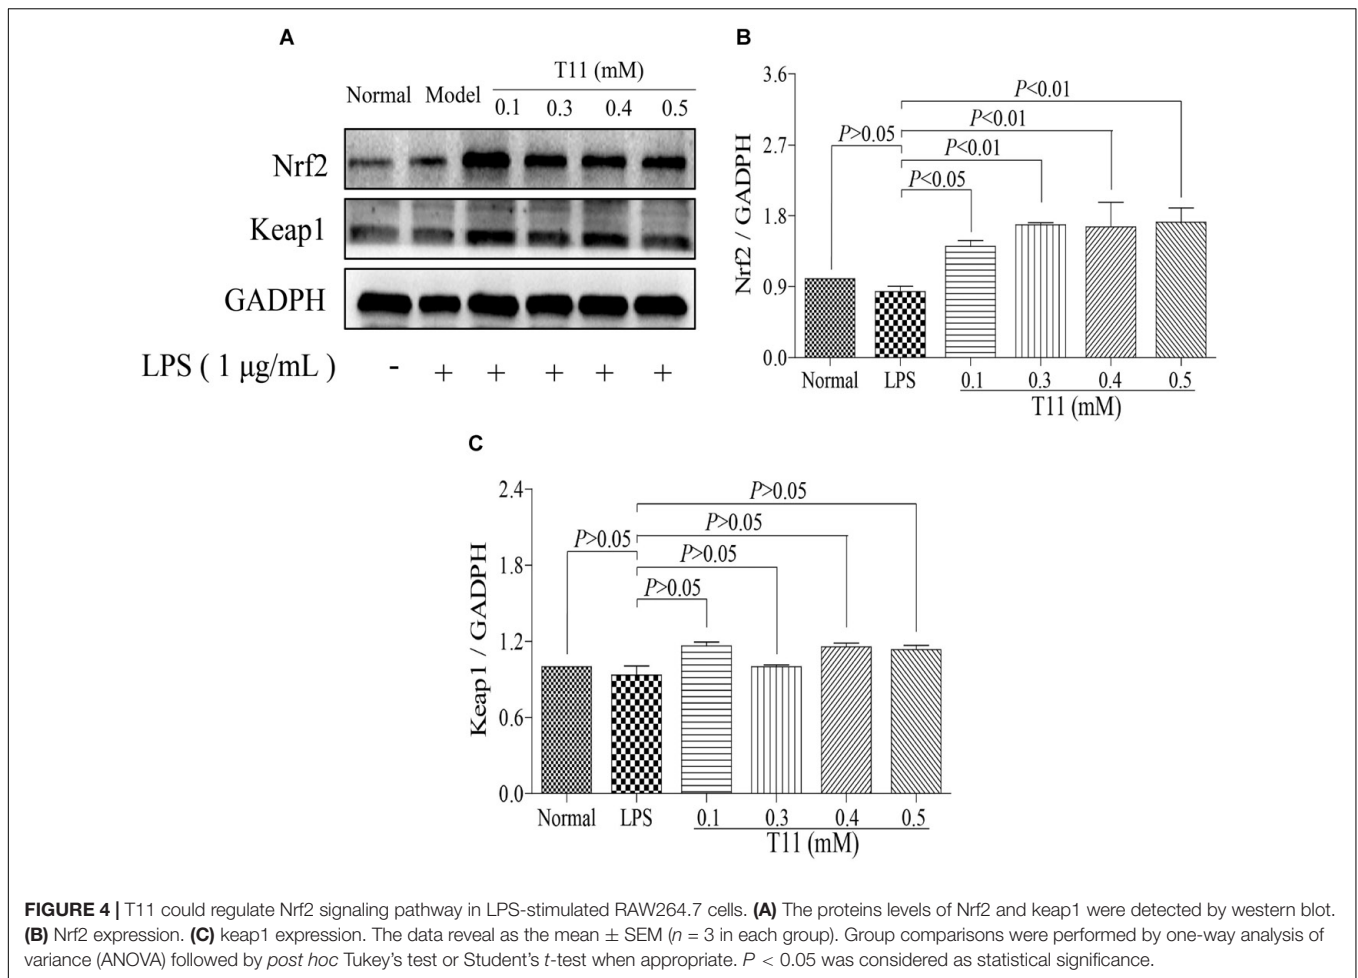 A
T11 (mM)
Normal Model 0.1 0.3 0.4 0.5
Nrf2
Keap1
GADPH
LPS ( 1 μg/mL ) - + + + + +
B
Nrf2 / GADPH
3.6
2.7
1.8
0.9
0.0
P<0.01
P<0.01
P>0.05
P<0.01
P<0.05
Normal LPS 0.1 0.3 0.4 0.5
T11 (mM)
C
Keap1 / GADPH
2.4
1.8
1.2
0.6
0.0
P>0.05
P>0.05
P>0.05
P>0.05
P>0.05
Normal LPS 0.1 0.3 0.4 0.5
T11 (mM)
FIGURE 4 | T11 could regulate Nrf2 signaling pathway in LPS-stimulated RAW264.7 cells. (A) The proteins levels of Nrf2 and keap1 were detected by western blot.
(B) Nrf2 expression. (C) keap1 expression. The data reveal as the mean ± SEM (n = 3 in each group). Group comparisons were performed by one-way analysis of
variance (ANOVA) followed by post hoc Tukey's test or Student's t-test when appropriate. P < 0.05 was considered as statistical significance.